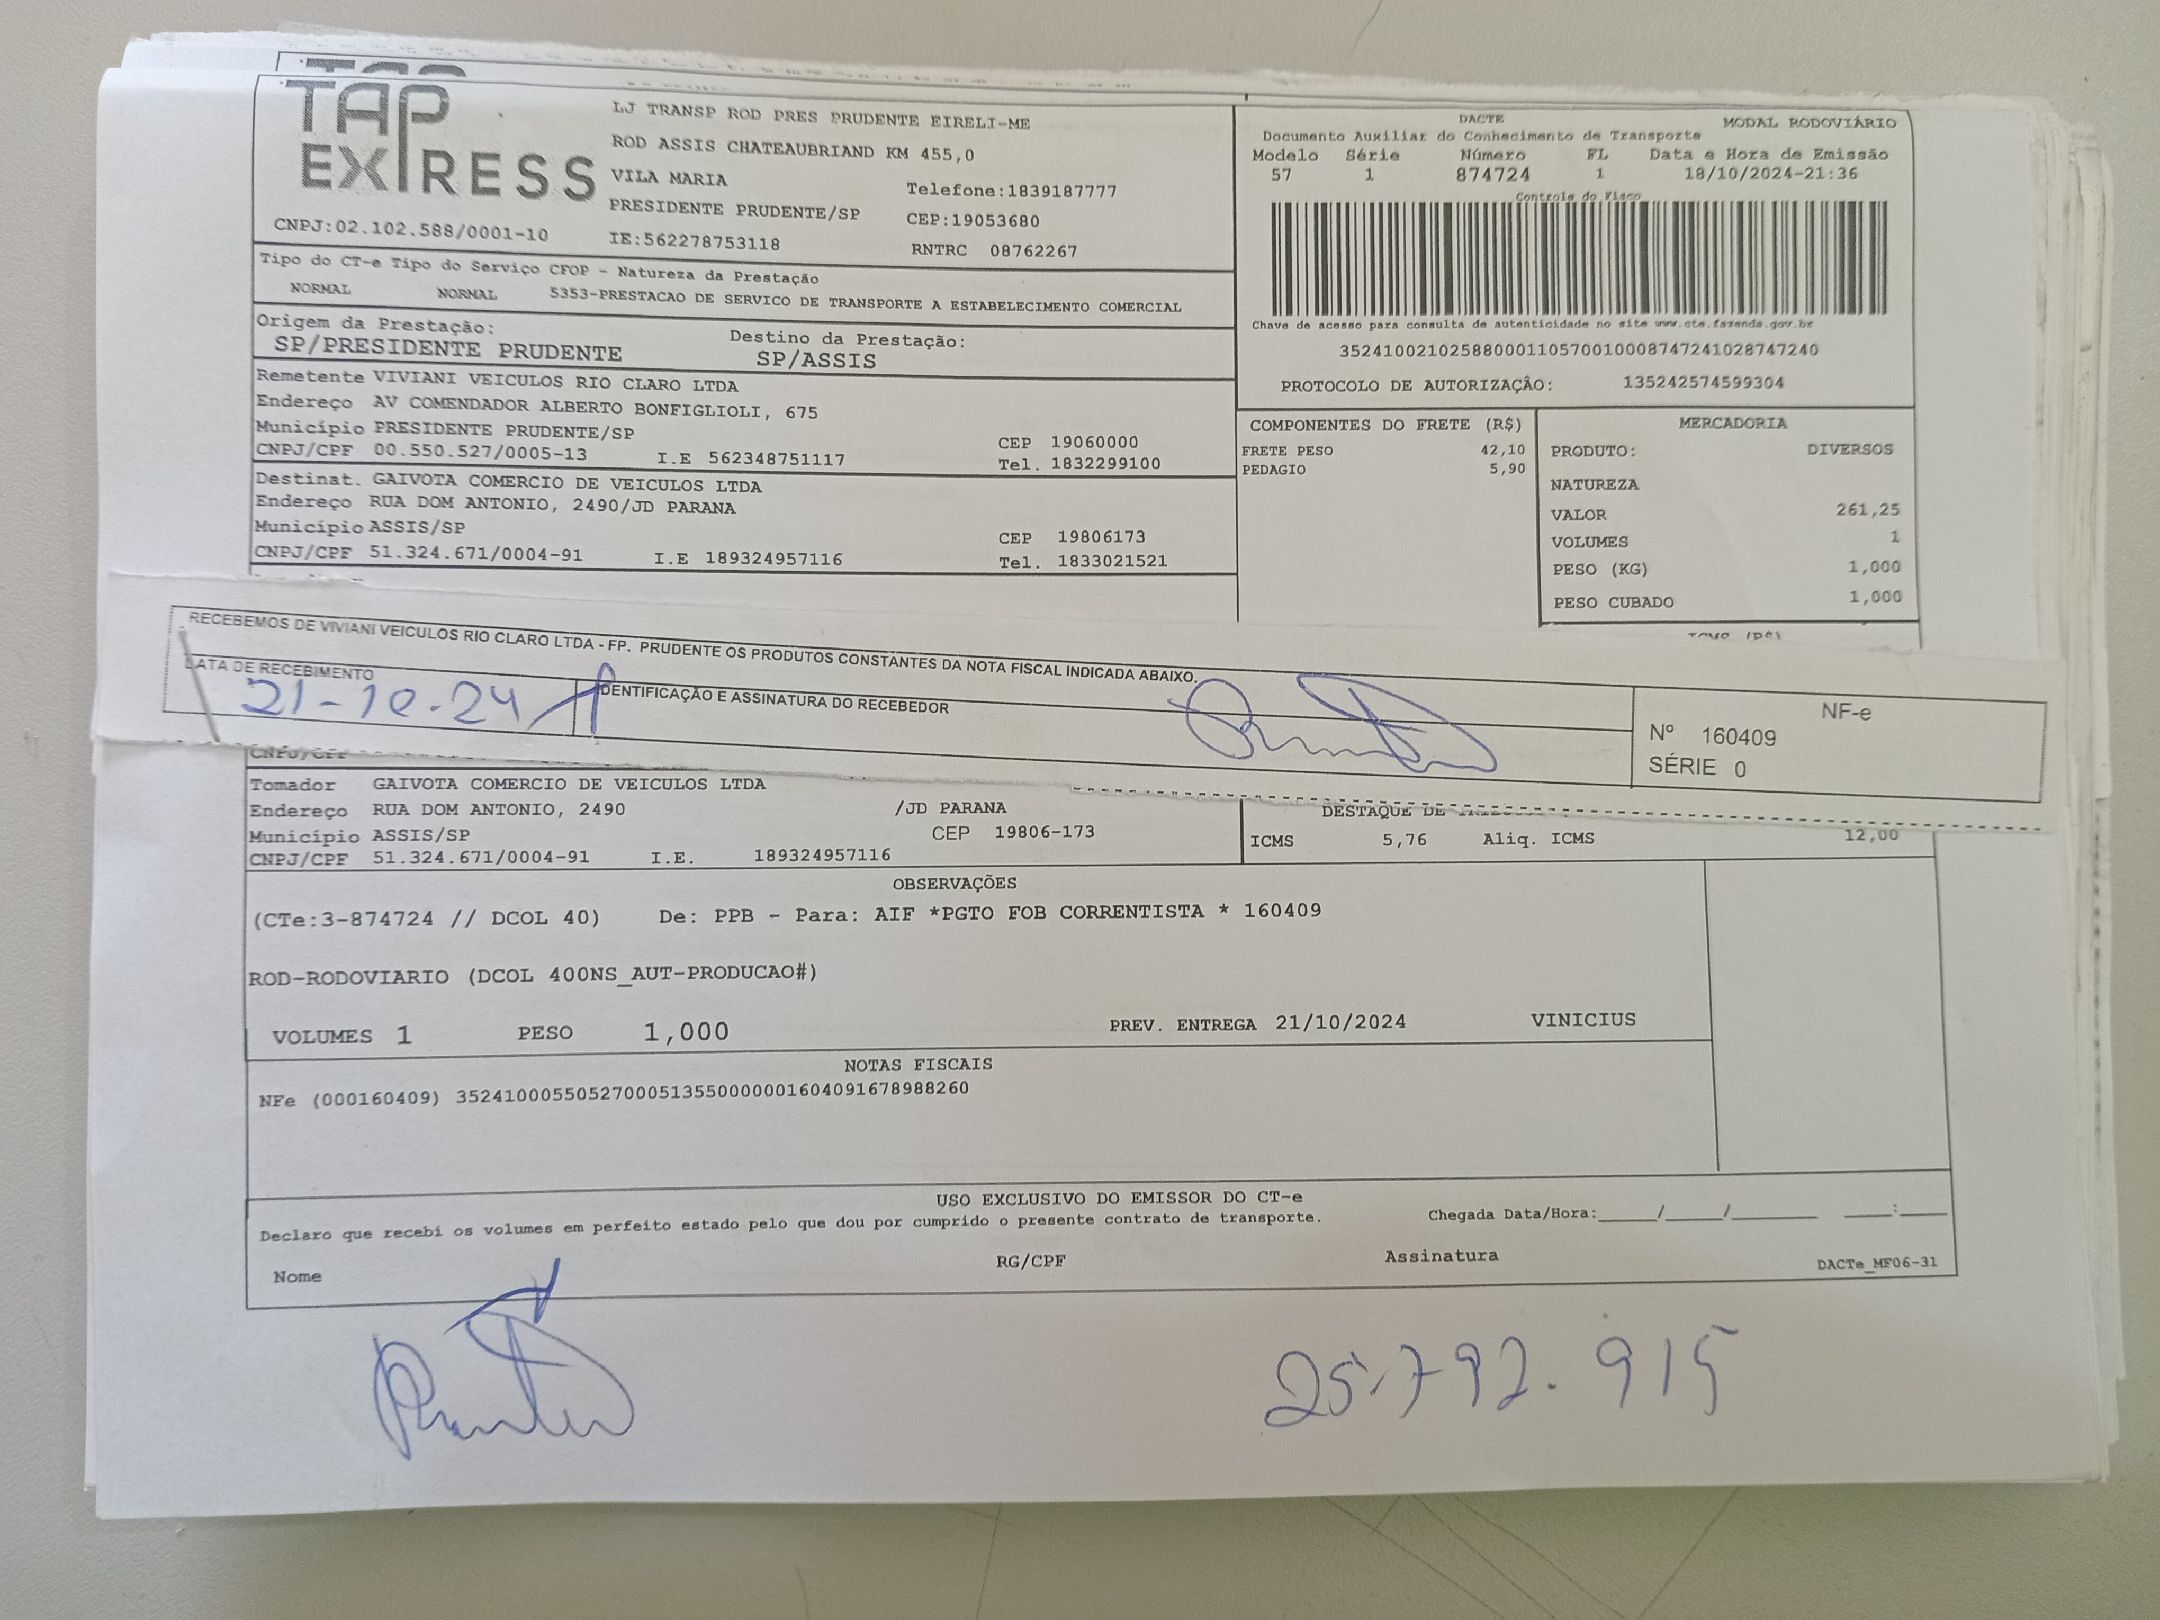 TAP
EXPRESS
LJ TRANSP ROD PRES PRUDENTE EIRELI-ME
ROD ASSIS CHATEAUBRIAND KM 455,0
VILA MARIA
Telefone:1839187777
PRESIDENTE PRUDENTE/SP
CEP:19053680
CNPJ:02.102.588/0001-10
IE:562278753118
RNTRC 08762267
DACTE
MODAL RODOVIÁRIO
Documento Auxiliar do Conhecimento de Transporte
Modelo Série Número FL Data e Hora de Emissão
57 1 874724 1 18/10/2024-21:36
Controle do Fisco
Chave de acesso para consulta de autenticidade no site www.cte.fazenda.gov.br
35241002102588000110570010008747241028747240
PROTOCOLO DE AUTORIZAÇÃO: 135242574599304
Tipo do CT-e Tipo do Serviço CFOP - Natureza da Prestação
NORMAL NORMAL 5353-PRESTACAO DE SERVICO DE TRANSPORTE A ESTABELECIMENTO COMERCIAL
Origem da Prestação: Destino da Prestação:
SP/PRESIDENTE PRUDENTE SP/ASSIS
Remetente VIVIANI VEICULOS RIO CLARO LTDA
Endereço AV COMENDADOR ALBERTO BONFIGLIOLI, 675
Município PRESIDENTE PRUDENTE/SP CEP 19060000
CNPJ/CPF 00.550.527/0005-13 I.E 562348751117 Tel. 1832299100
Destinat. GAIVOTA COMERCIO DE VEICULOS LTDA
Endereço RUA DOM ANTONIO, 2490/JD PARANA
Município ASSIS/SP CEP 19806173
CNPJ/CPF 51.324.671/0004-91 I.E 189324957116 Tel. 1833021521
COMPONENTES DO FRETE (R$)
FRETE PESO 42,10
PEDAGIO 5,90
MERCADORIA
PRODUTO: DIVERSOS
NATUREZA
VALOR 261,25
VOLUMES 1
PESO (KG) 1,000
PESO CUBADO 1,000
RECEBEMOS DE VIVIANI VEICULOS RIO CLARO LTDA - FP. PRUDENTE OS PRODUTOS CONSTANTES DA NOTA FISCAL INDICADA ABAIXO.
DATA DE RECEBIMENTO
21-10-24
IDENTIFICAÇÃO E ASSINATURA DO RECEBEDOR
NF-e
Nº 160409
SÉRIE 0
CNPJ/CPF
Tomador GAIVOTA COMERCIO DE VEICULOS LTDA
Endereço RUA DOM ANTONIO, 2490 /JD PARANA
Município ASSIS/SP CEP 19806-173
CNPJ/CPF 51.324.671/0004-91 I.E. 189324957116
DESTAQUE DE
ICMS 5,76 Aliq. ICMS 12,00
OBSERVAÇÕES
(CTe:3-874724 // DCOL 40) De: PPB - Para: AIF *PGTO FOB CORRENTISTA * 160409
ROD-RODOVIARIO (DCOL 400NS_AUT-PRODUCAO#)
VOLUMES 1 PESO 1,000 PREV. ENTREGA 21/10/2024 VINICIUS
NOTAS FISCAIS
NFe (000160409) 35241000550527000513550000001604091678988260
USO EXCLUSIVO DO EMISSOR DO CT-e
Declaro que recebi os volumes em perfeito estado pelo que dou por cumprido o presente contrato de transporte. Chegada Data/Hora:_____/_____/_______ ____:____
Nome RG/CPF Assinatura DACTe_MF06-31
25.792.915